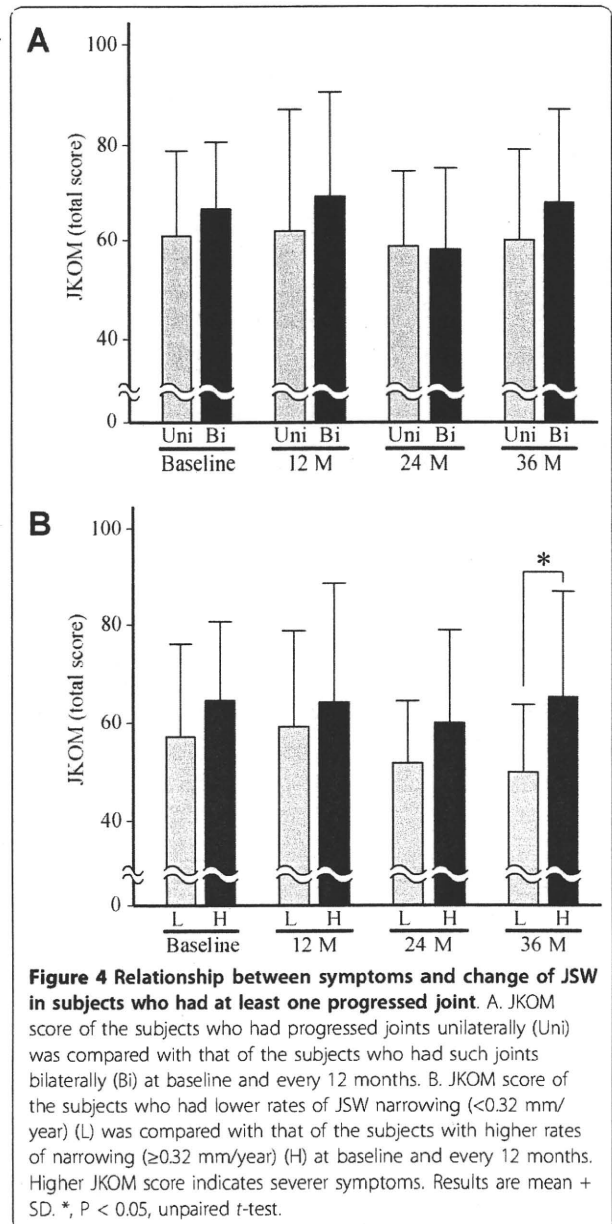 A
100
80
60
40
0
JKOM (total score)
Uni Bi Uni Bi Uni Bi Uni Bi
Baseline 12 M 24 M 36 M
B
100
80
60
40
0
JKOM (total score)
*
L H L H L H L H
Baseline 12 M 24 M 36 M
Figure 4 Relationship between symptoms and change of JSW
in subjects who had at least one progressed joint. A. JKOM
score of the subjects who had progressed joints unilaterally (Uni)
was compared with that of the subjects who had such joints
bilaterally (Bi) at baseline and every 12 months. B. JKOM score of
the subjects who had lower rates of JSW narrowing (<0.32 mm/
year) (L) was compared with that of the subjects with higher rates
of narrowing (≥0.32 mm/year) (H) at baseline and every 12 months.
Higher JKOM score indicates severer symptoms. Results are mean +
SD. *, P < 0.05, unpaired t-test.